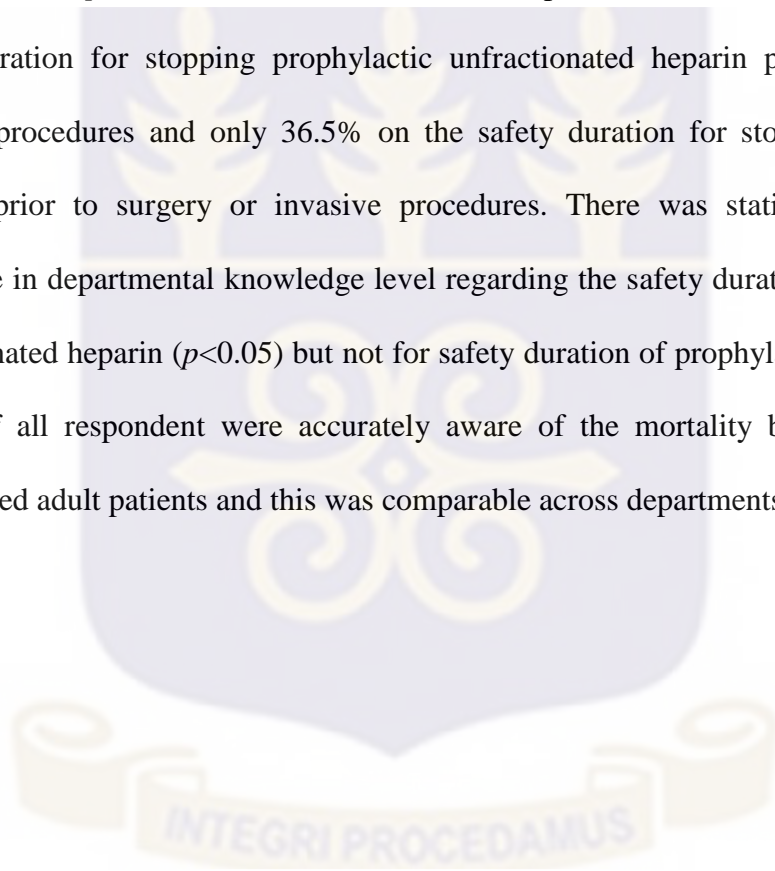 ration for stopping prophylactic unfractionated heparin p
procedures and only 36.5% on the safety duration for sto
prior to surgery or invasive procedures. There was stati
e in departmental knowledge level regarding the safety durat
nated heparin (p<0.05) but not for safety duration of prophyl
f all respondent were accurately aware of the mortality b
ed adult patients and this was comparable across departments
INTEGRI PROCEDAMUS